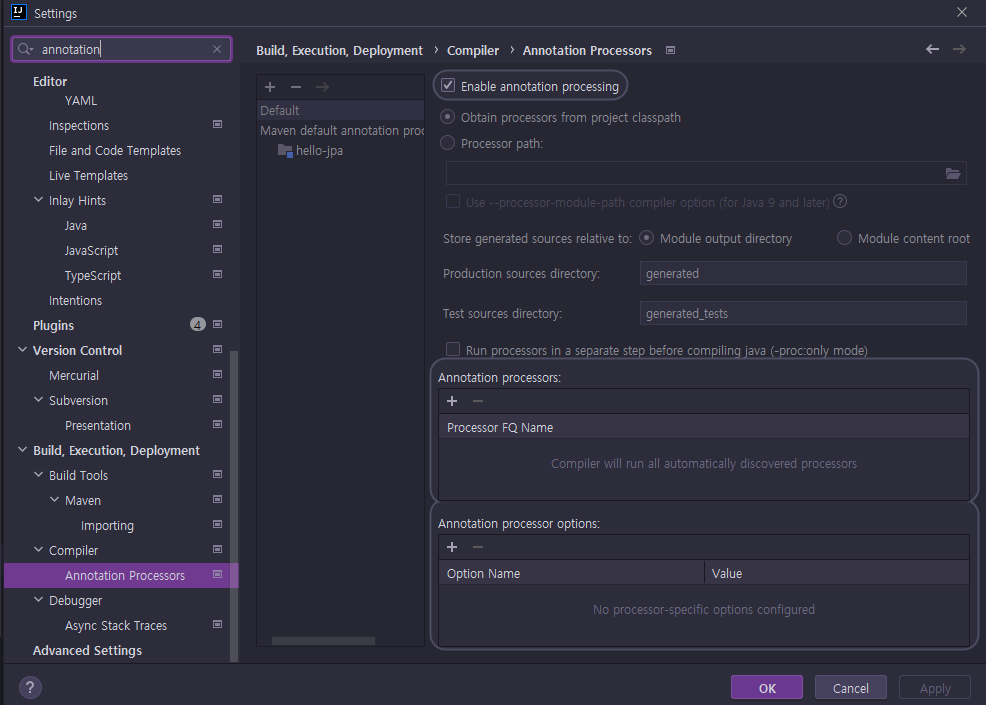 IJ Settings
annotation
Editor
YAML
Inspections
File and Code Templates
Live Templates
Inlay Hints
Java
JavaScript
TypeScript
Intentions
Plugins 4
Version Control
Mercurial
Subversion
Presentation
Build, Execution, Deployment
Build Tools
Maven
Importing
Compiler
Annotation Processors
Debugger
Async Stack Traces
Advanced Settings
Build, Execution, Deployment › Compiler › Annotation Processors
Default
Maven default annotation proc
hello-jpa
Enable annotation processing
Obtain processors from project classpath
Processor path:
Use --processor-module-path compiler option (for Java 9 and later) ?
Store generated sources relative to: Module output directory Module content root
Production sources directory: generated
Test sources directory: generated_tests
Run processors in a separate step before compiling java (-proc:only mode)
Annotation processors:
Processor FQ Name
Compiler will run all automatically discovered processors
Annotation processor options:
Option Name Value
No processor-specific options configured
? OK Cancel Apply